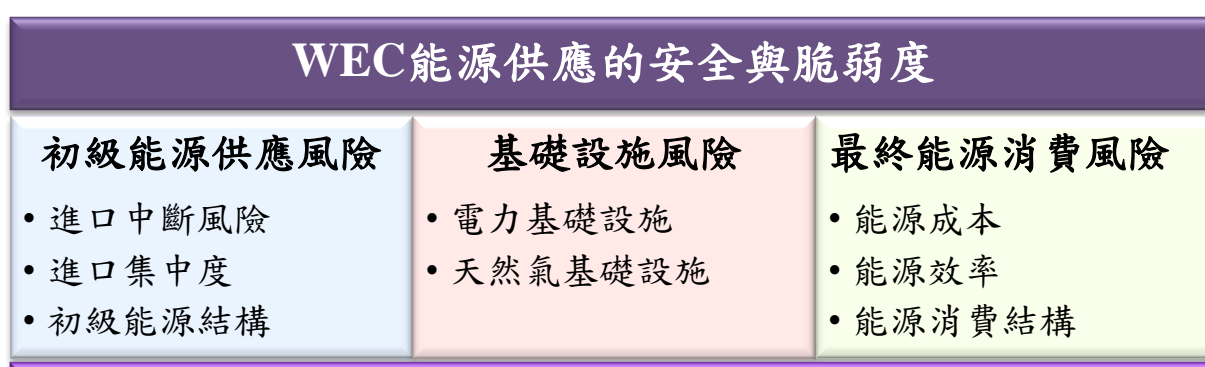 WEC能源供應的安全與脆弱度
初級能源供應風險
• 進口中斷風險
• 進口集中度
• 初級能源結構
基礎設施風險
• 電力基礎設施
• 天然氣基礎設施
最終能源消費風險
• 能源成本
• 能源效率
• 能源消費結構